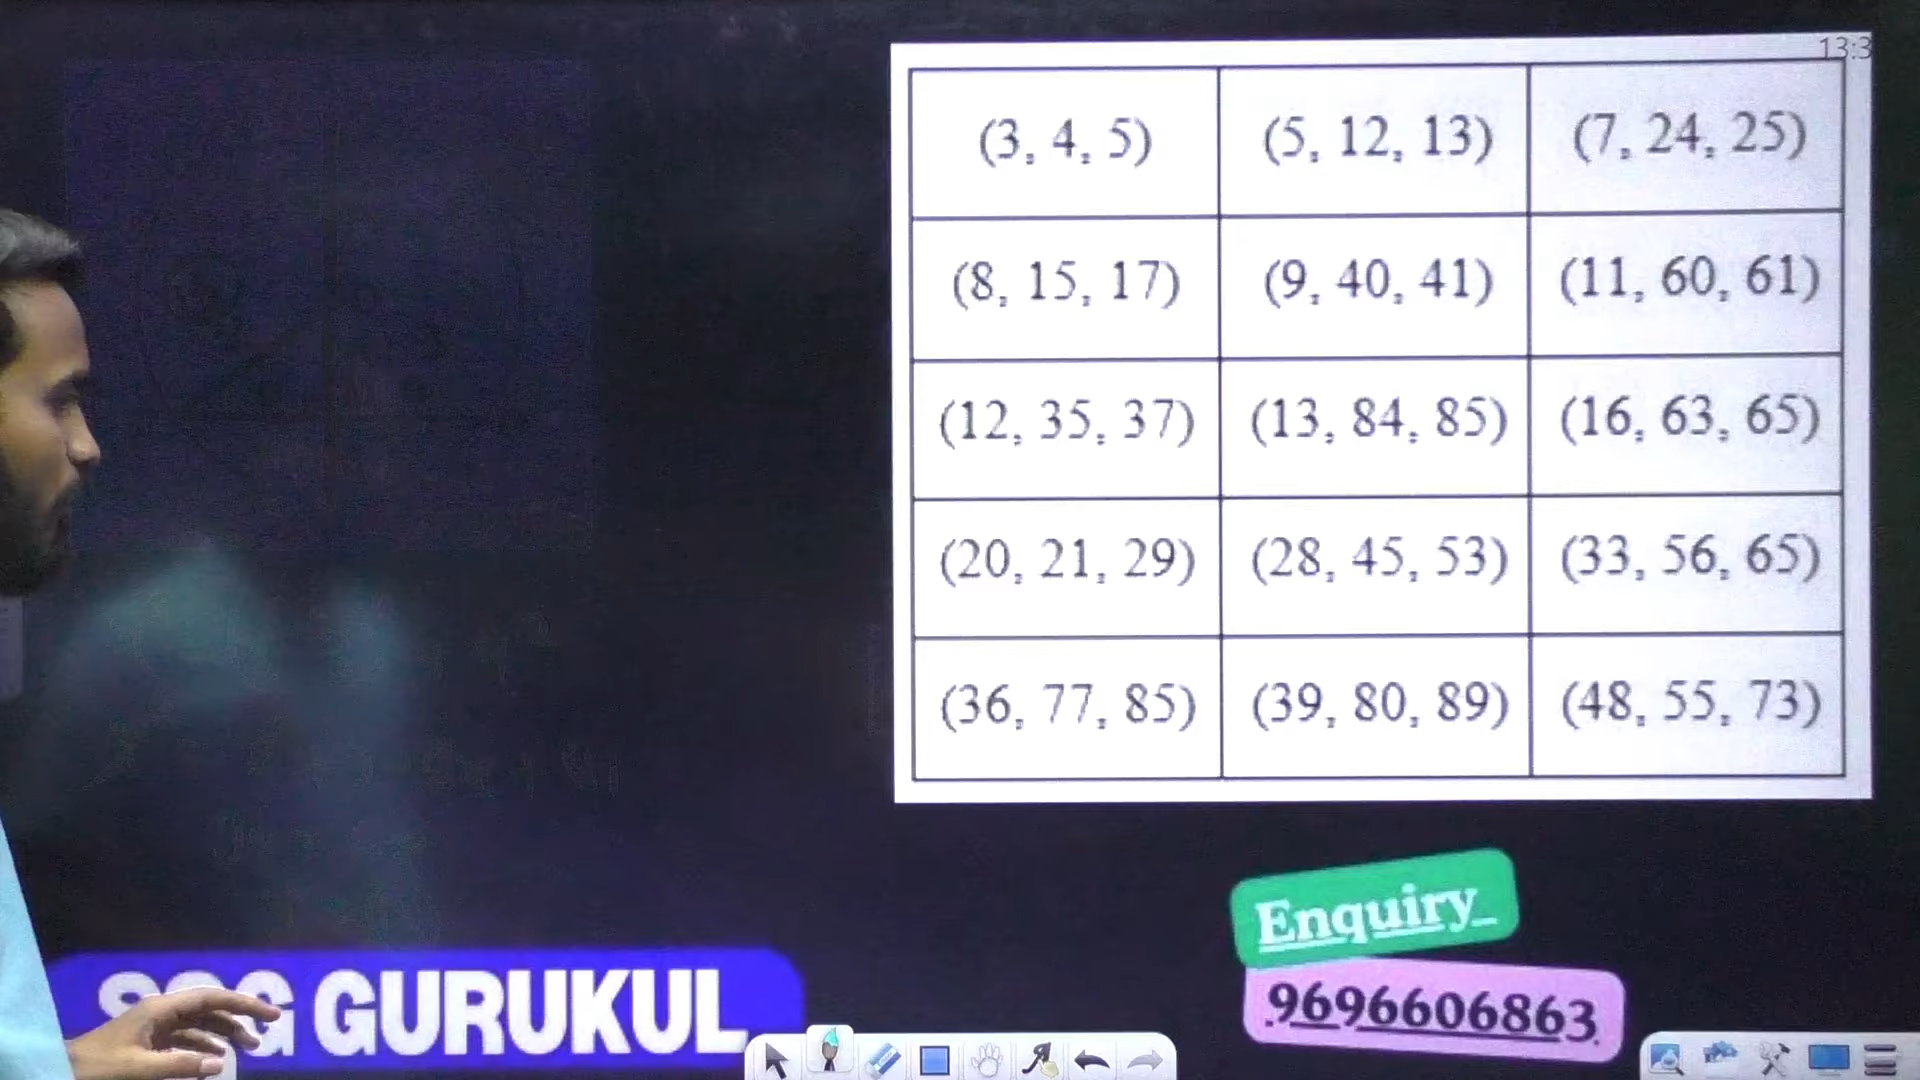 13:3
(3, 4, 5) (5, 12, 13) (7, 24, 25)
(8, 15, 17) (9, 40, 41) (11, 60, 61)
(12, 35, 37) (13, 84, 85) (16, 63, 65)
(20, 21, 29) (28, 45, 53) (33, 56, 65)
(36, 77, 85) (39, 80, 89) (48, 55, 73)
Enquiry
9696606863
GURUKUL